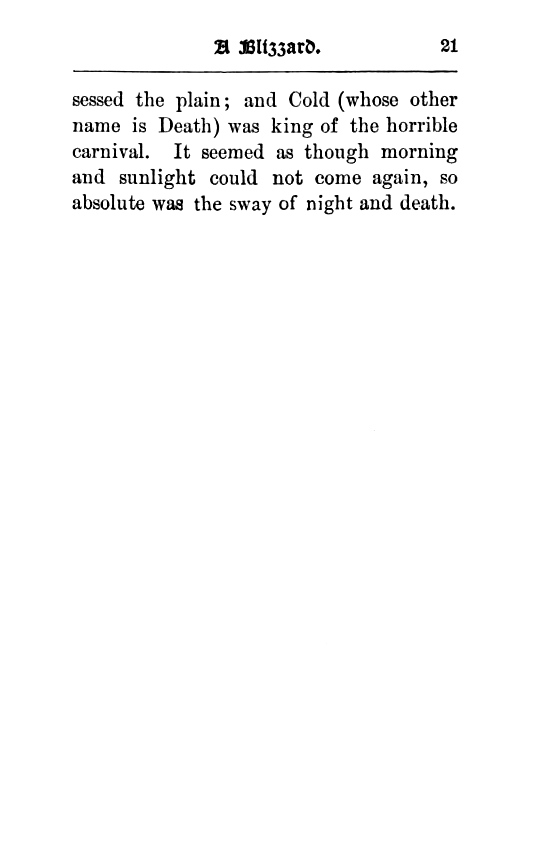 A Blizzard. 21
sessed the plain; and Cold (whose other
name is Death) was king of the horrible
carnival. It seemed as though morning
and sunlight could not come again, so
absolute was the sway of night and death.